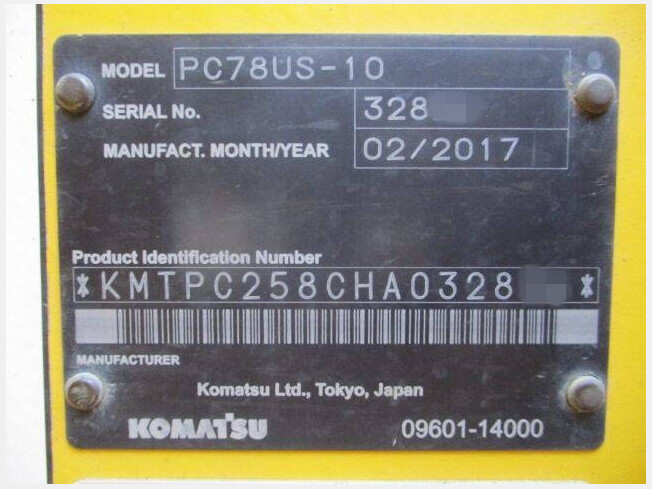 MODEL PC78US-10
SERIAL No. 328
MANUFACT. MONTH/YEAR 02/2017
Product Identification Number
*KMTPC258CHA0328 *
MANUFACTURER
Komatsu Ltd., Tokyo, Japan
KOMATSU 09601-14000